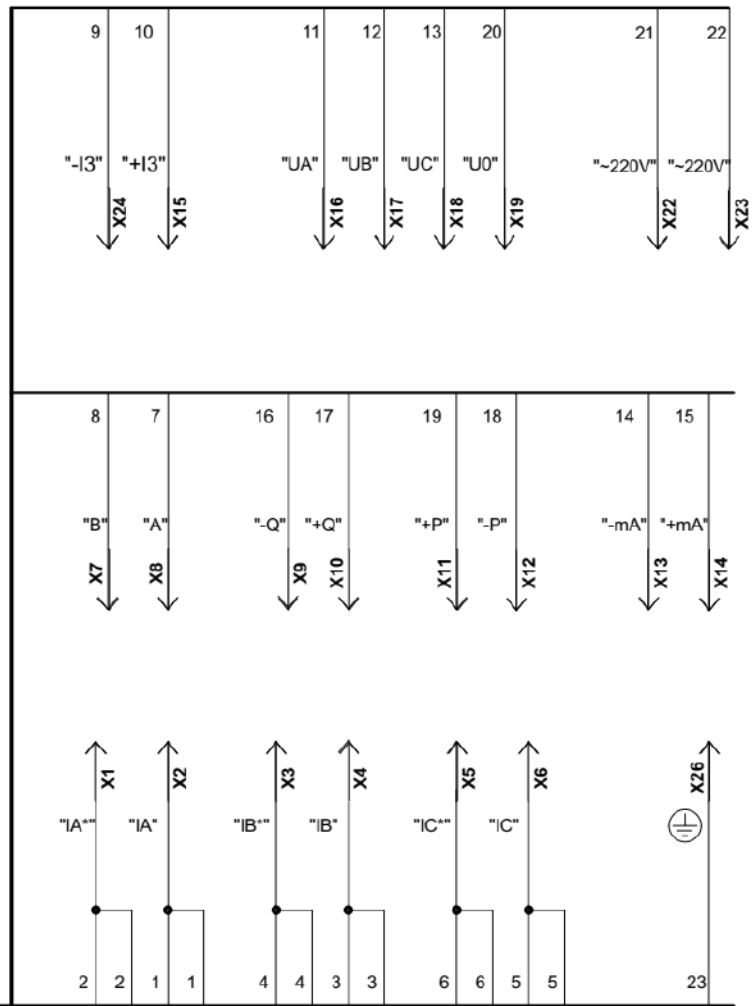 9 10 11 12 13 20 21 22
"-I3" "+I3" "UA" "UB" "UC" "U0" "~220V" "~220V"
X24 X15 X16 X17 X18 X19 X22 X23
8 7 16 17 19 18 14 15
"B" "A" "-Q" "+Q" "+P" "-P" "-mA" "+mA"
X7 X8 X9 X10 X11 X12 X13 X14
X1 X2 X3 X4 X5 X6 X26
"IA*" "IA" "IB*" "IB" "IC*" "IC"
2 2 1 1 4 4 3 3 6 6 5 5 23